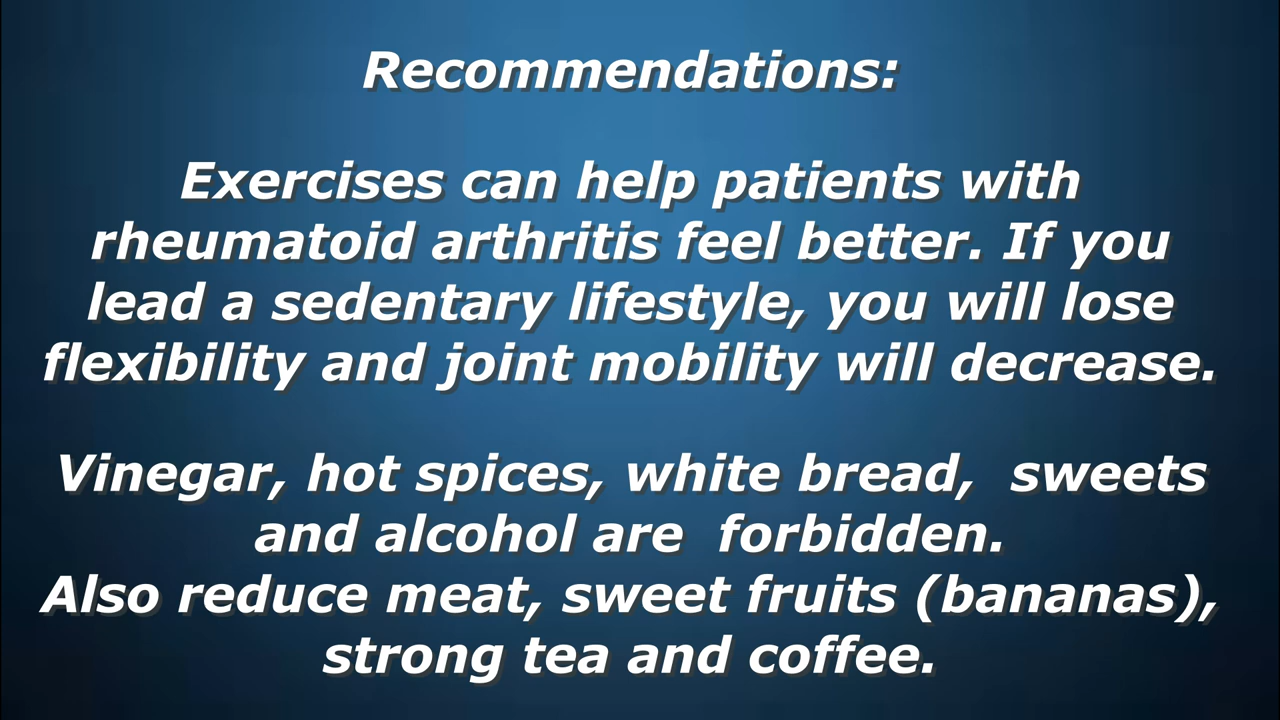 Recommendations:
Exercises can help patients with
rheumatoid arthritis feel better. If you
lead a sedentary lifestyle, you will lose
flexibility and joint mobility will decrease.
Vinegar, hot spices, white bread,  sweets
and alcohol are  forbidden.
Also reduce meat, sweet fruits (bananas),
strong tea and coffee.